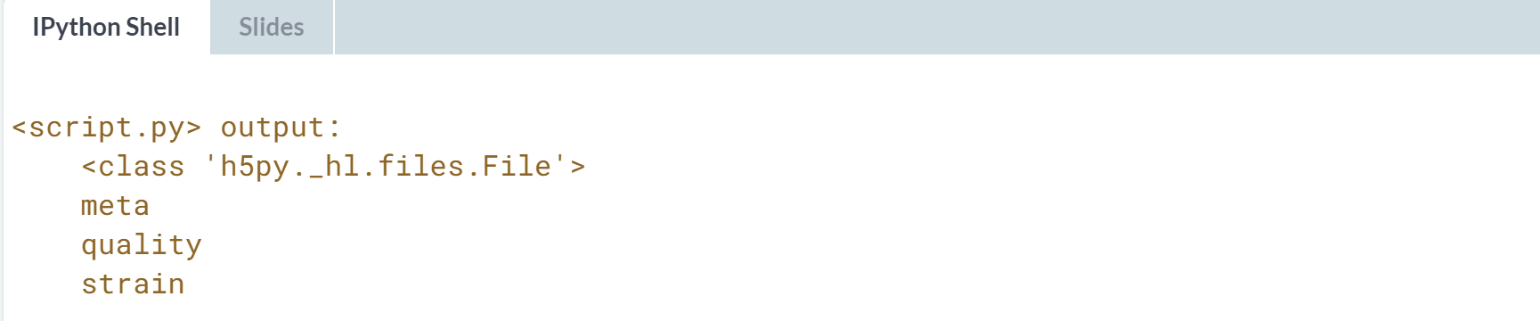 IPython Shell Slides
<script.py> output:
<class 'h5py._hl.files.File'>
meta
quality
strain